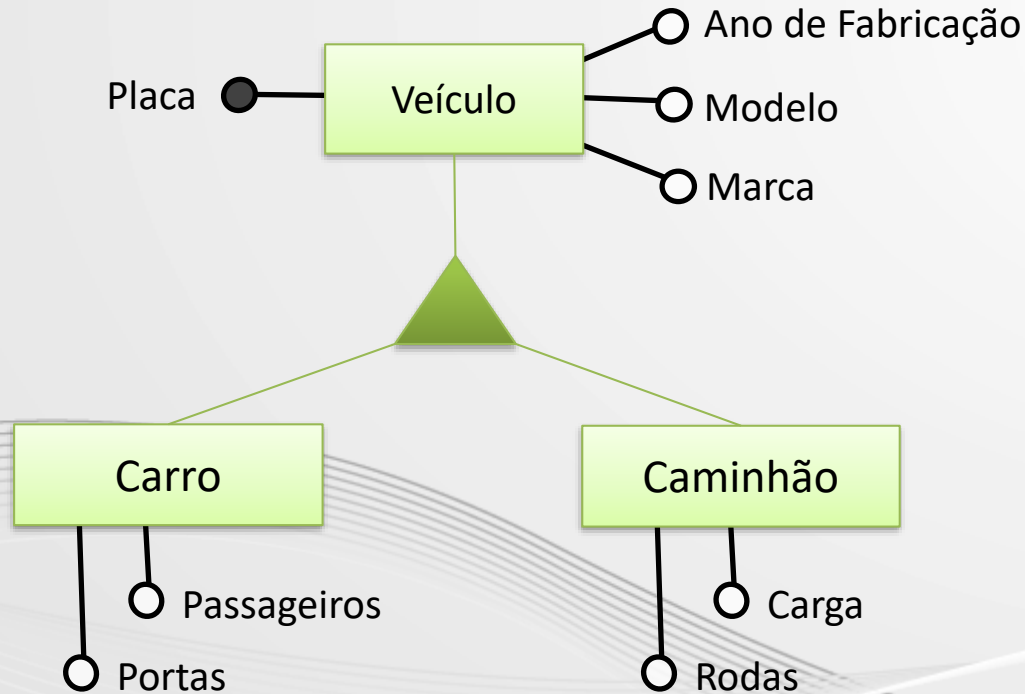 Ano de Fabricação
Placa
Veículo
Modelo
Marca
Carro
Caminhão
Passageiros
Carga
Portas
Rodas